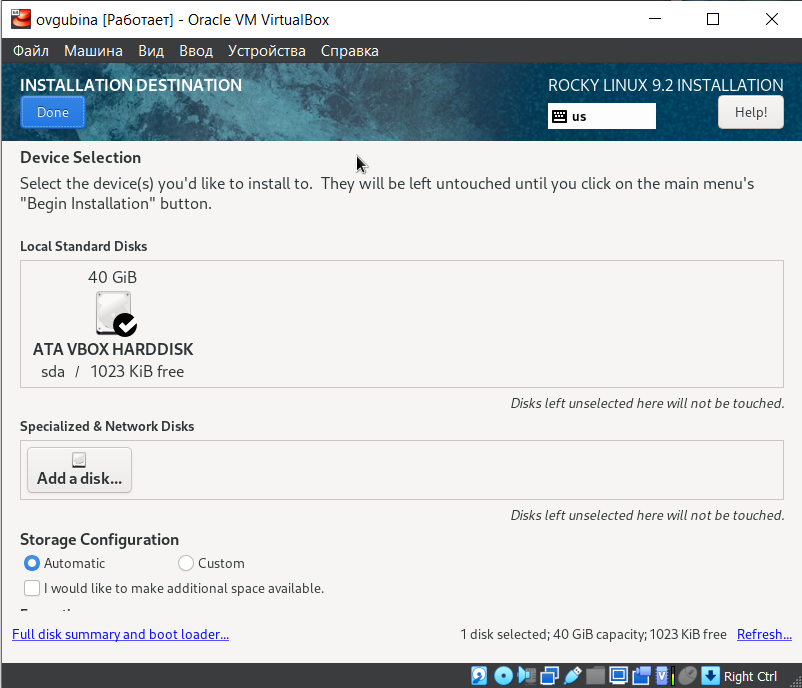 ovgubina [Работает] - Oracle VM VirtualBox
Файл Машина Вид Ввод Устройства Справка
INSTALLATION DESTINATION
ROCKY LINUX 9.2 INSTALLATION
Done
us
Help!
Device Selection
Select the device(s) you'd like to install to. They will be left untouched until you click on the main menu's
"Begin Installation" button.
Local Standard Disks
40 GiB
ATA VBOX HARDDISK
sda / 1023 KiB free
Disks left unselected here will not be touched.
Specialized & Network Disks
Add a disk...
Disks left unselected here will not be touched.
Storage Configuration
Automatic Custom
I would like to make additional space available.
Full disk summary and boot loader...
1 disk selected; 40 GiB capacity; 1023 KiB free Refresh...
Right Ctrl